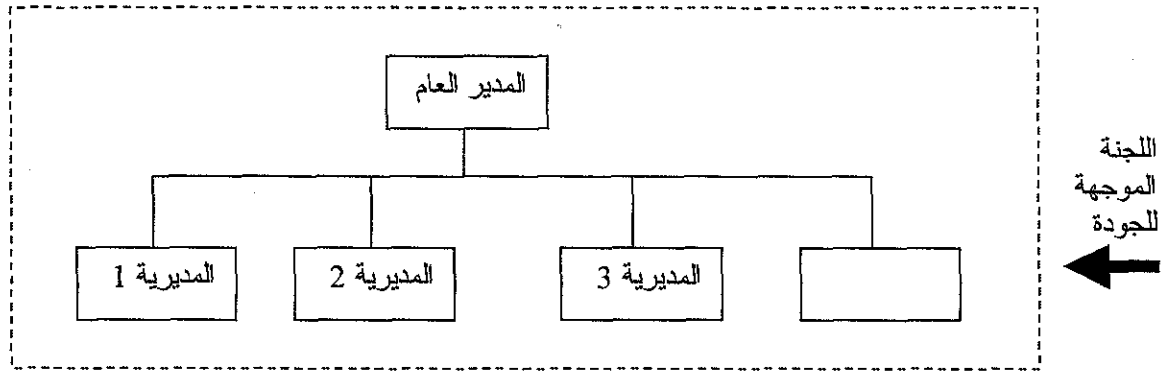 المدير العام
اللجنة
الموجهة
للجودة
المديرية 1
المديرية 2
المديرية 3